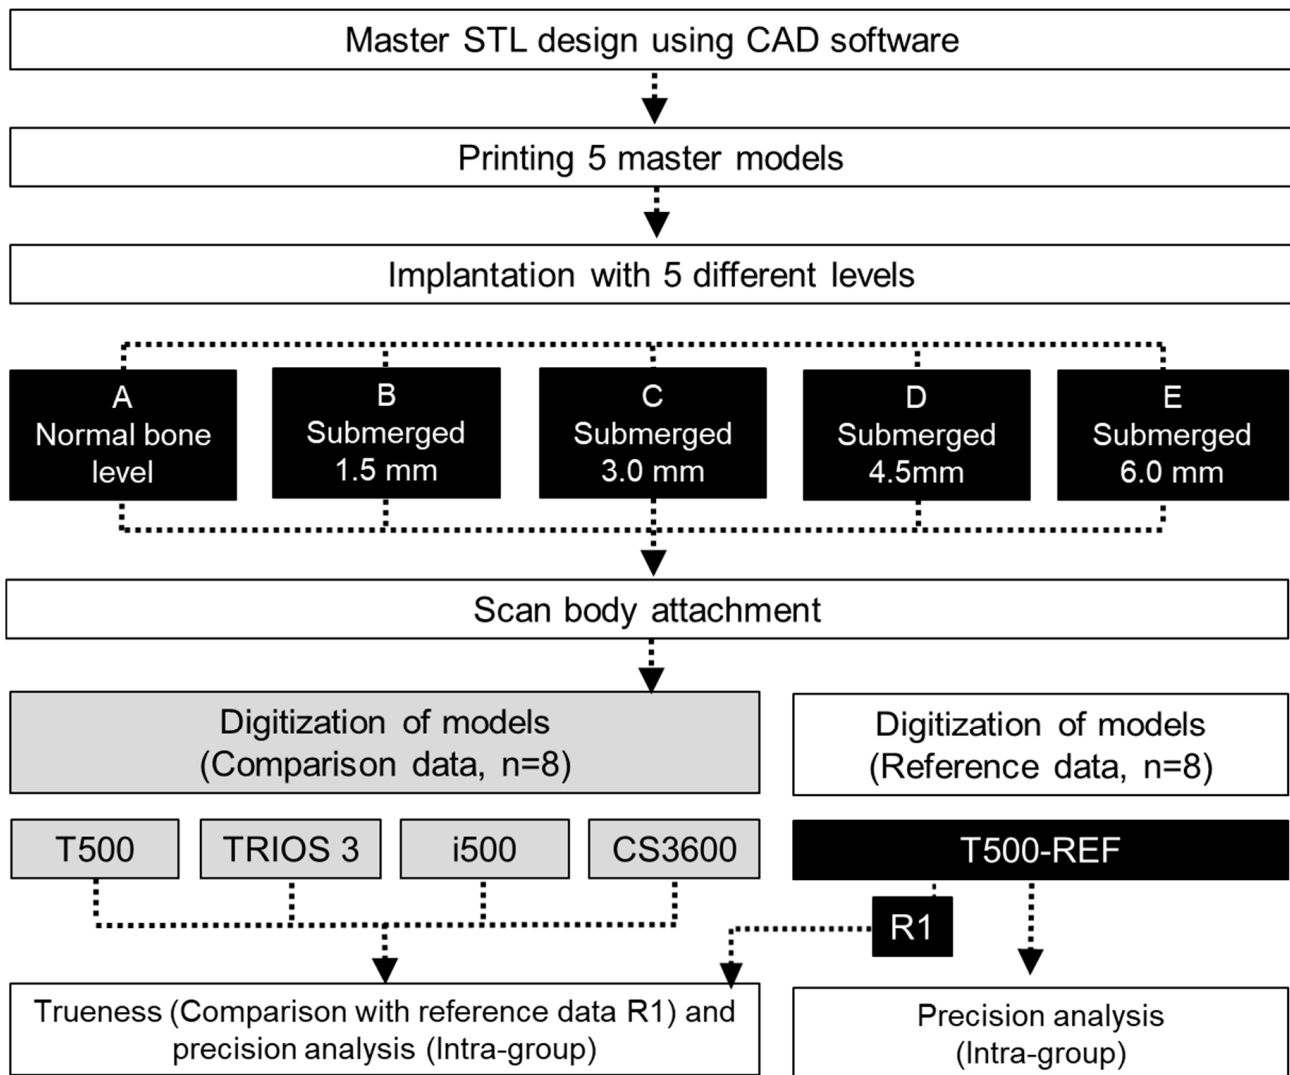 Master STL design using CAD software
Printing 5 master models
Implantation with 5 different levels
A
Normal bone
level
B
Submerged
1.5 mm
C
Submerged
3.0 mm
D
Submerged
4.5mm
E
Submerged
6.0 mm
Scan body attachment
Digitization of models
(Comparison data, n=8)
Digitization of models
(Reference data, n=8)
T500
TRIOS 3
i500
CS3600
T500-REF
R1
Trueness (Comparison with reference data R1) and
precision analysis (Intra-group)
Precision analysis
(Intra-group)